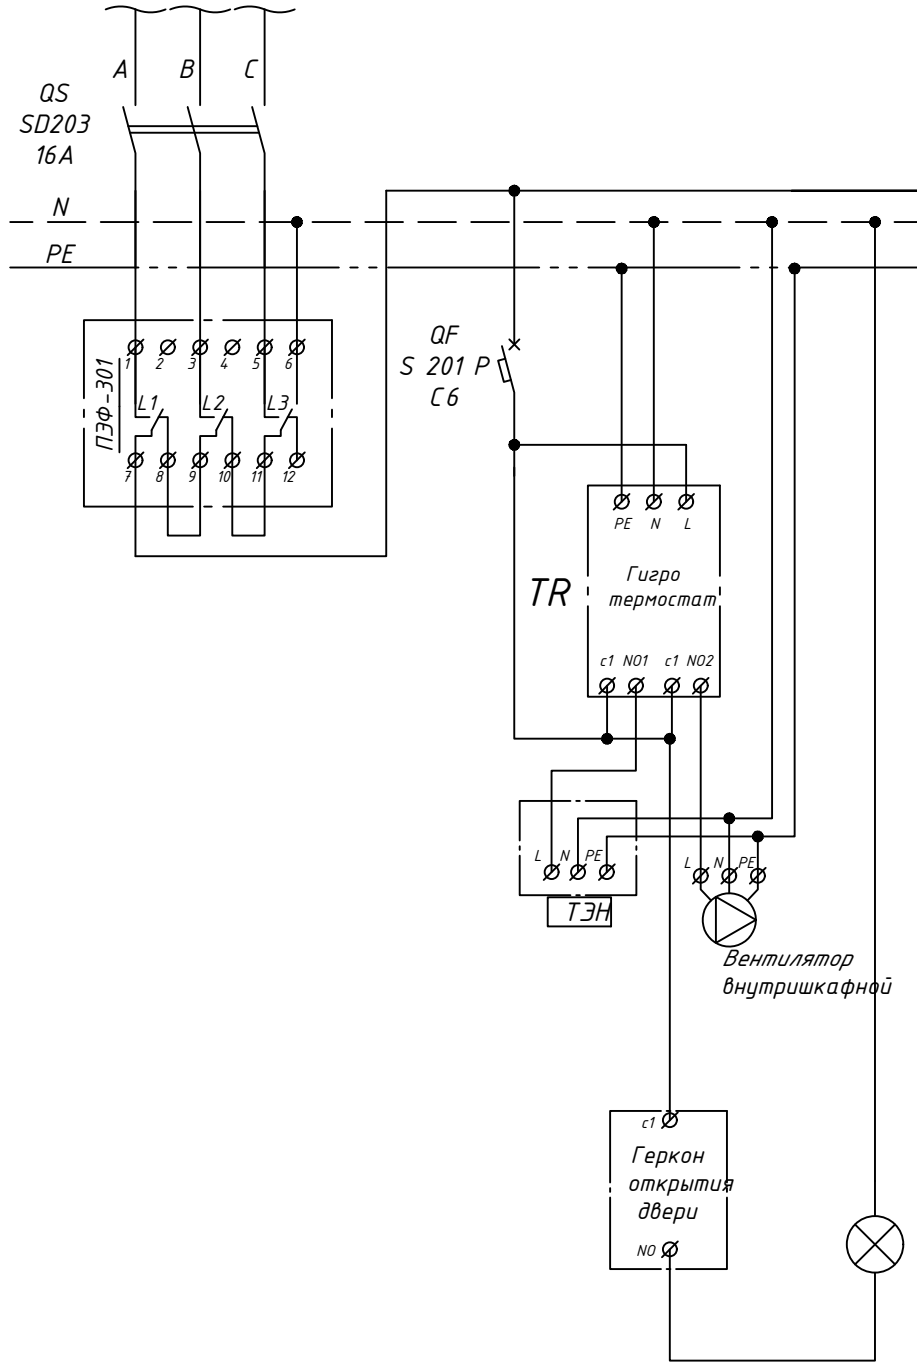 A B C
QS
SD203
16A
N
PE
ПЭФ-301
1 2 3 4 5 6
L1 L2 L3
7 8 9 10 11 12
QF
S 201 P
C6
PE N L
TR
Гигро
термостат
c1 NO1 c1 NO2
L N PE
ТЭН
L N PE
Вентилятор
внутришкафной
c1
Геркон
открытия
двери
NO